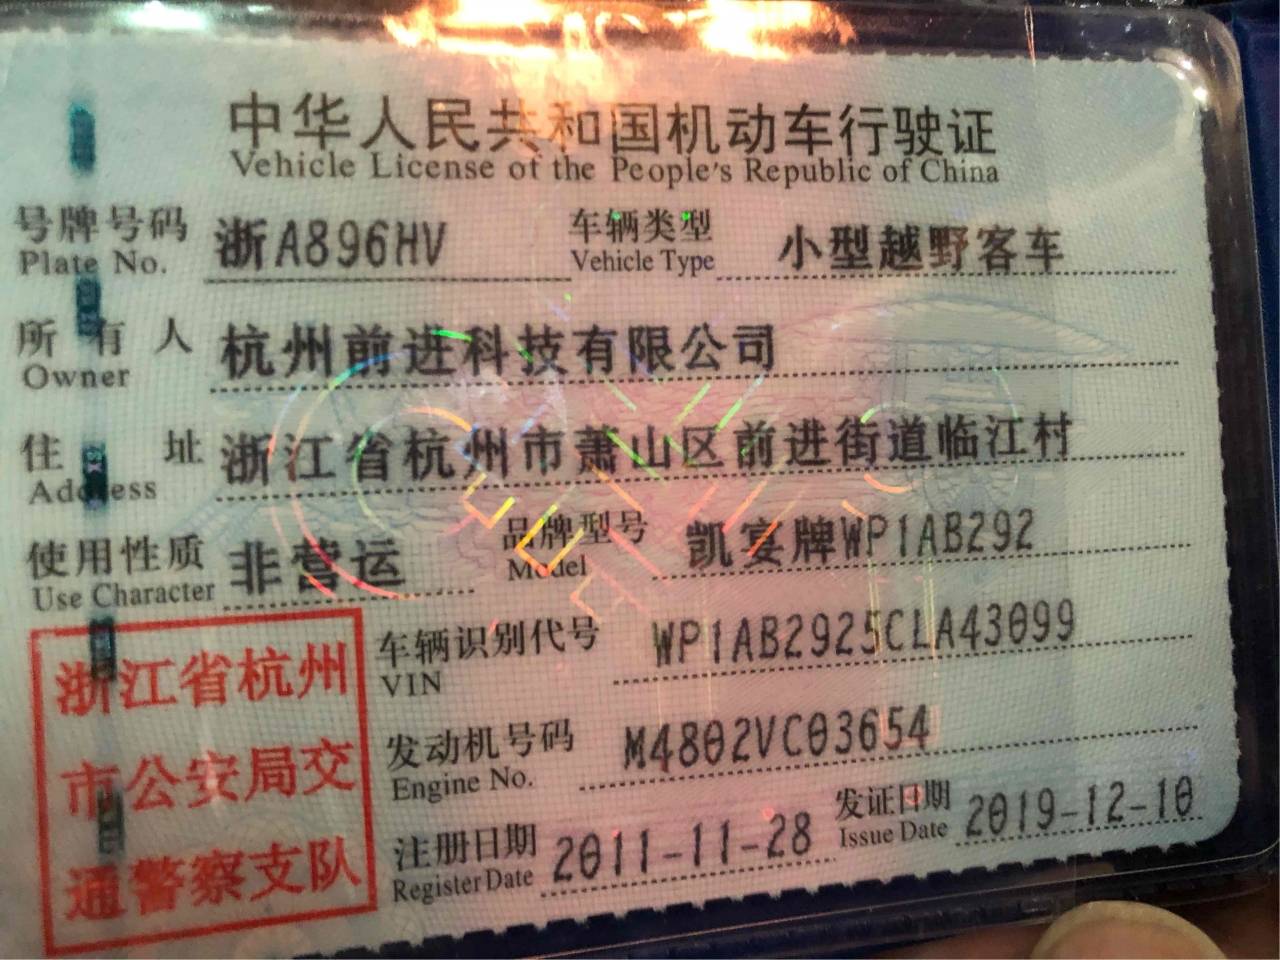 中华人民共和国机动车行驶证
Vehicle License of the People's Republic of China
号牌号码 浙A896HV 车辆类型 小型越野客车
Plate No. Vehicle Type
所有人 杭州前进科技有限公司
Owner
住址 浙江省杭州市萧山区前进街道临江村
Address
使用性质 非营运 品牌型号 凯宴牌WP1AB292
Use Character Model
浙江省杭州
市公安局交
通警察支队
车辆识别代号 WP1AB2925CLA43099
VIN
发动机号码 M4802VC03654
Engine No.
注册日期 2011-11-28 发证日期 2019-12-10
Register Date Issue Date